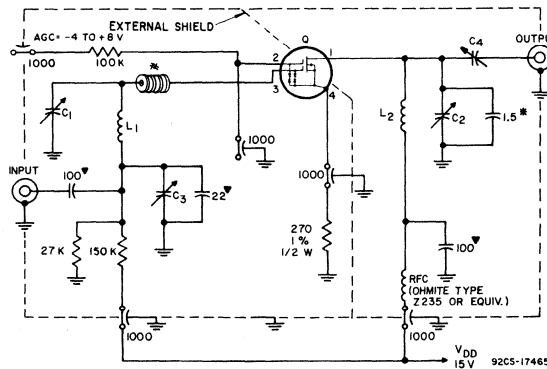 EXTERNAL SHIELD
AGC= -4 TO +8 V
1000
100K
*
Q
1
2
3
4
C4
OUTPUT
C1
L1
L2
C2
1.5*
1000
1000
INPUT
100▼
C3
22▼
27 K
150K
270
1%
1/2 W
100▼
RFC
(OHMITE TYPE
Z235 OR EQUIV.)
1000
1000
VDD
15 V
92CS-17465